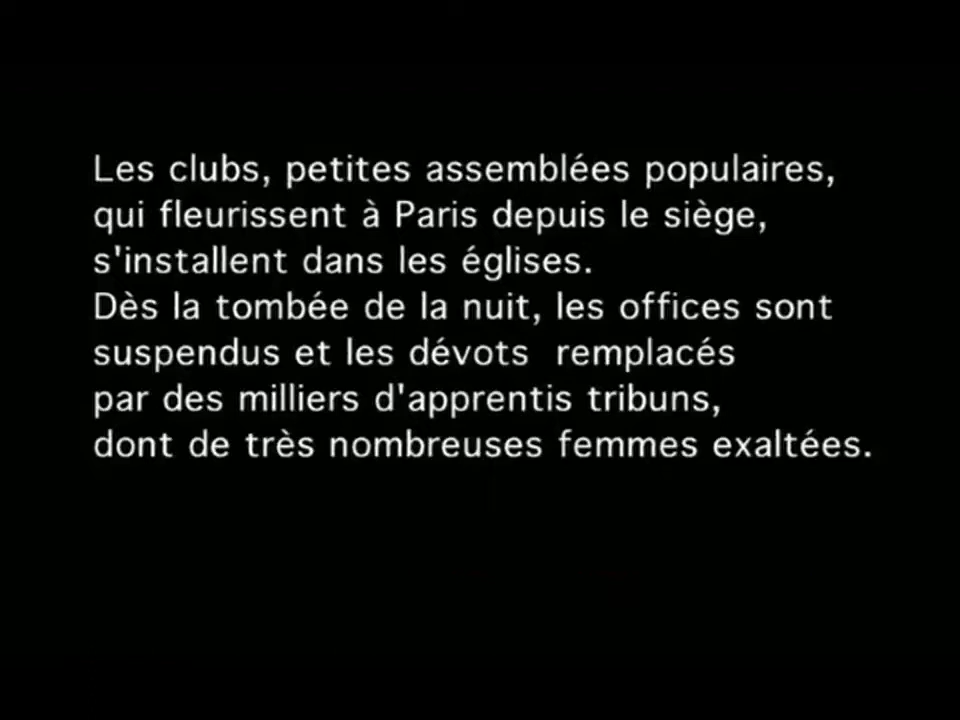 Les clubs, petites assemblées populaires,
qui fleurissent à Paris depuis le siège,
s'installent dans les églises.
Dès la tombée de la nuit, les offices sont
suspendus et les dévots  remplacés
par des milliers d'apprentis tribuns,
dont de très nombreuses femmes exaltées.